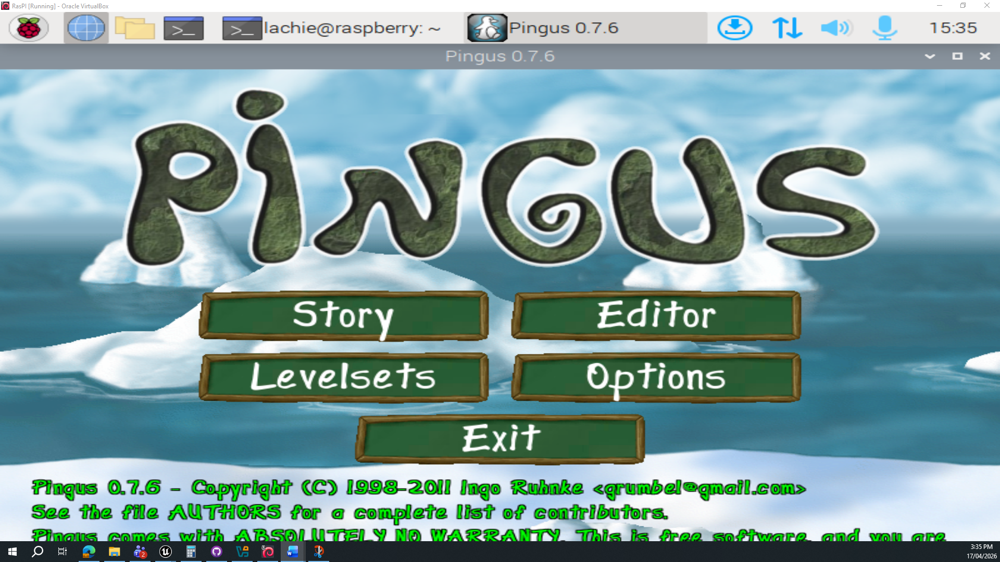 RasPI [Running] - Oracle VirtualBox
lachie@raspberry: ~
Pingus 0.7.6
15:35
Pingus 0.7.6
PiNGUS
Story
Editor
Levelsets
Options
Exit
Pingus 0.7.6 - Copyright (C) 1998-2011 Ingo Ruhnke <grumbel@gmail.com>
See the file AUTHORS for a complete list of contributors.
Pingus comes with ABSOLUTELY NO WARRANTY. This is free software, and you are
3:35 PM
17/04/2026